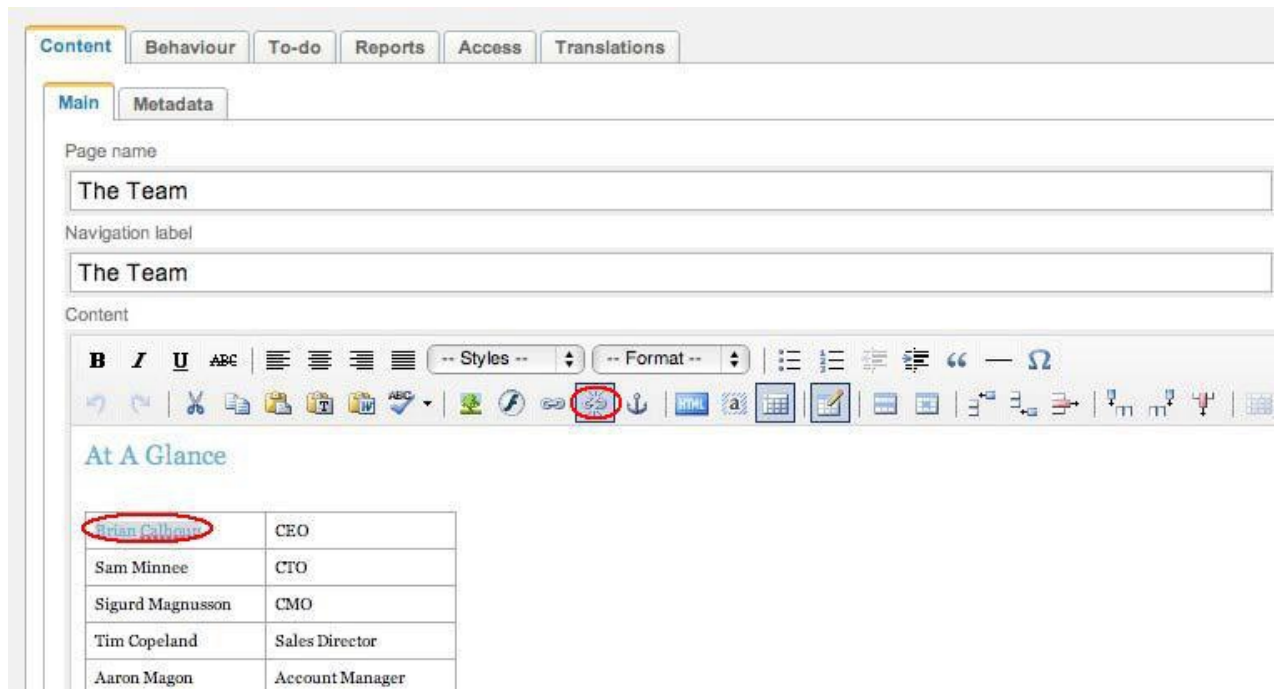 Content Behaviour To-do Reports Access Translations
Main Metadata
Page name
The Team
Navigation label
The Team
Content
B I U ABC -- Styles -- -- Format -- “ — Ω
T W ABC HTML a
At A Glance
Brian Calhoun CEO
Sam Minnee CTO
Sigurd Magnusson CMO
Tim Copeland Sales Director
Aaron Magon Account Manager